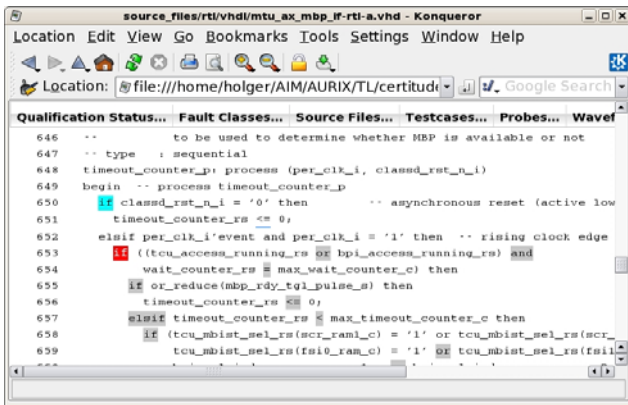 source_files/rtl/vhdl/mtu_ax_mbp_if-rtl-a.vhd - Konqueror
Location Edit View Go Bookmarks Tools Settings Window Help
Location: file:///home/holger/AIM/AURIX/TL/certitude Google Search
Qualification Status... Fault Classes... Source Files... Testcases... Probes... Wavef
646 -- to be used to determine whether MBP is available or not
647 -- type : sequential
648 timeout_counter_p: process (per_clk_i, classd_rst_n_i)
649 begin -- process timeout_counter_p
650 if classd_rst_n_i = '0' then -- asynchronous reset (active low
651 timeout_counter_rs <= 0;
652 elsif per_clk_i'event and per_clk_i = '1' then -- rising clock edge
653 if ((tcu_access_running_rs or bpi_access_running_rs) and
654 wait_counter_rs = max_wait_counter_c) then
655 if or_reduce(mbp_rdy_tgl_pulse_s) then
656 timeout_counter_rs <= 0;
657 elsif timeout_counter_rs < max_timeout_counter_c then
658 if (tcu_mbist_sel_rs(scr_ram1_c) = '1' or tcu_mbist_sel_rs(scr_
659 tcu_mbist_sel_rs(fsi0_ram_c) = '1' or tcu_mbist_sel_rs(fsi1